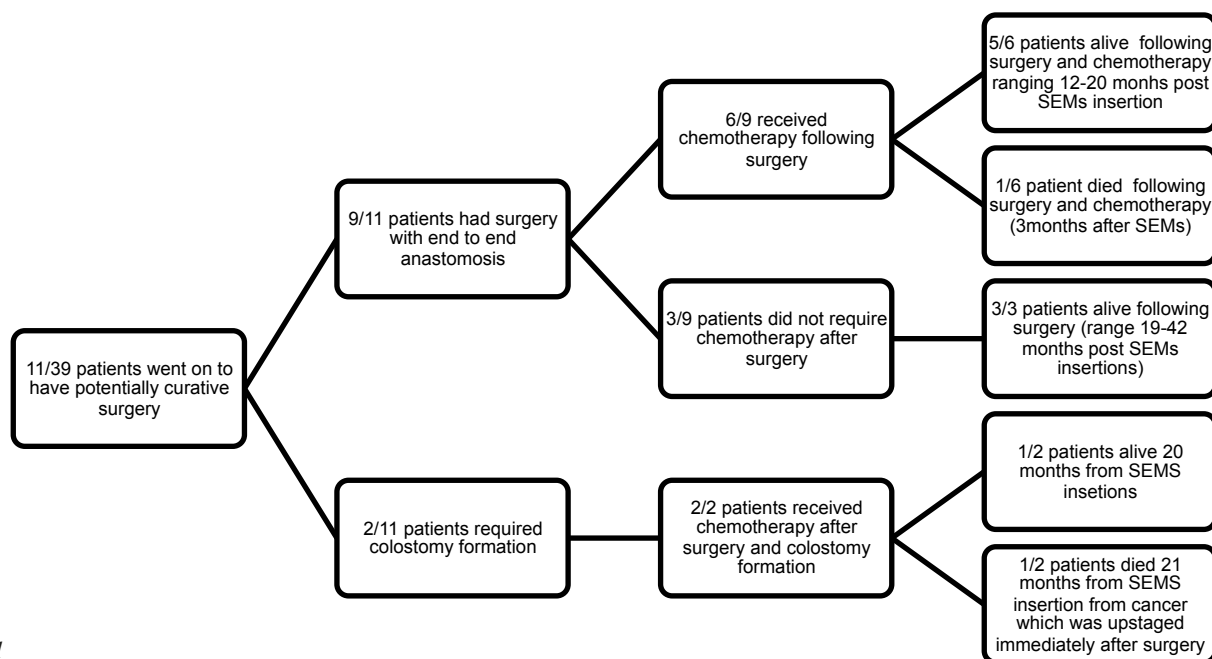 11/39 patients went on to
have potentially curative
surgery
9/11 patients had surgery
with end to end
anastomosis
2/11 patients required
colostomy formation
6/9 received
chemotherapy following
surgery
3/9 patients did not require
chemotherapy after
surgery
2/2 patients received
chemotherapy after
surgery and colostomy
formation
5/6 patients alive following
surgery and chemotherapy
ranging 12-20 monhs post
SEMs insertion
1/6 patient died following
surgery and chemotherapy
(3months after SEMs)
3/3 patients alive following
surgery (range 19-42
months post SEMs
insertions)
1/2 patients alive 20
months from SEMS
insetions
1/2 patients died 21
months from SEMS
insertion from cancer
which was upstaged
immediately after surgery